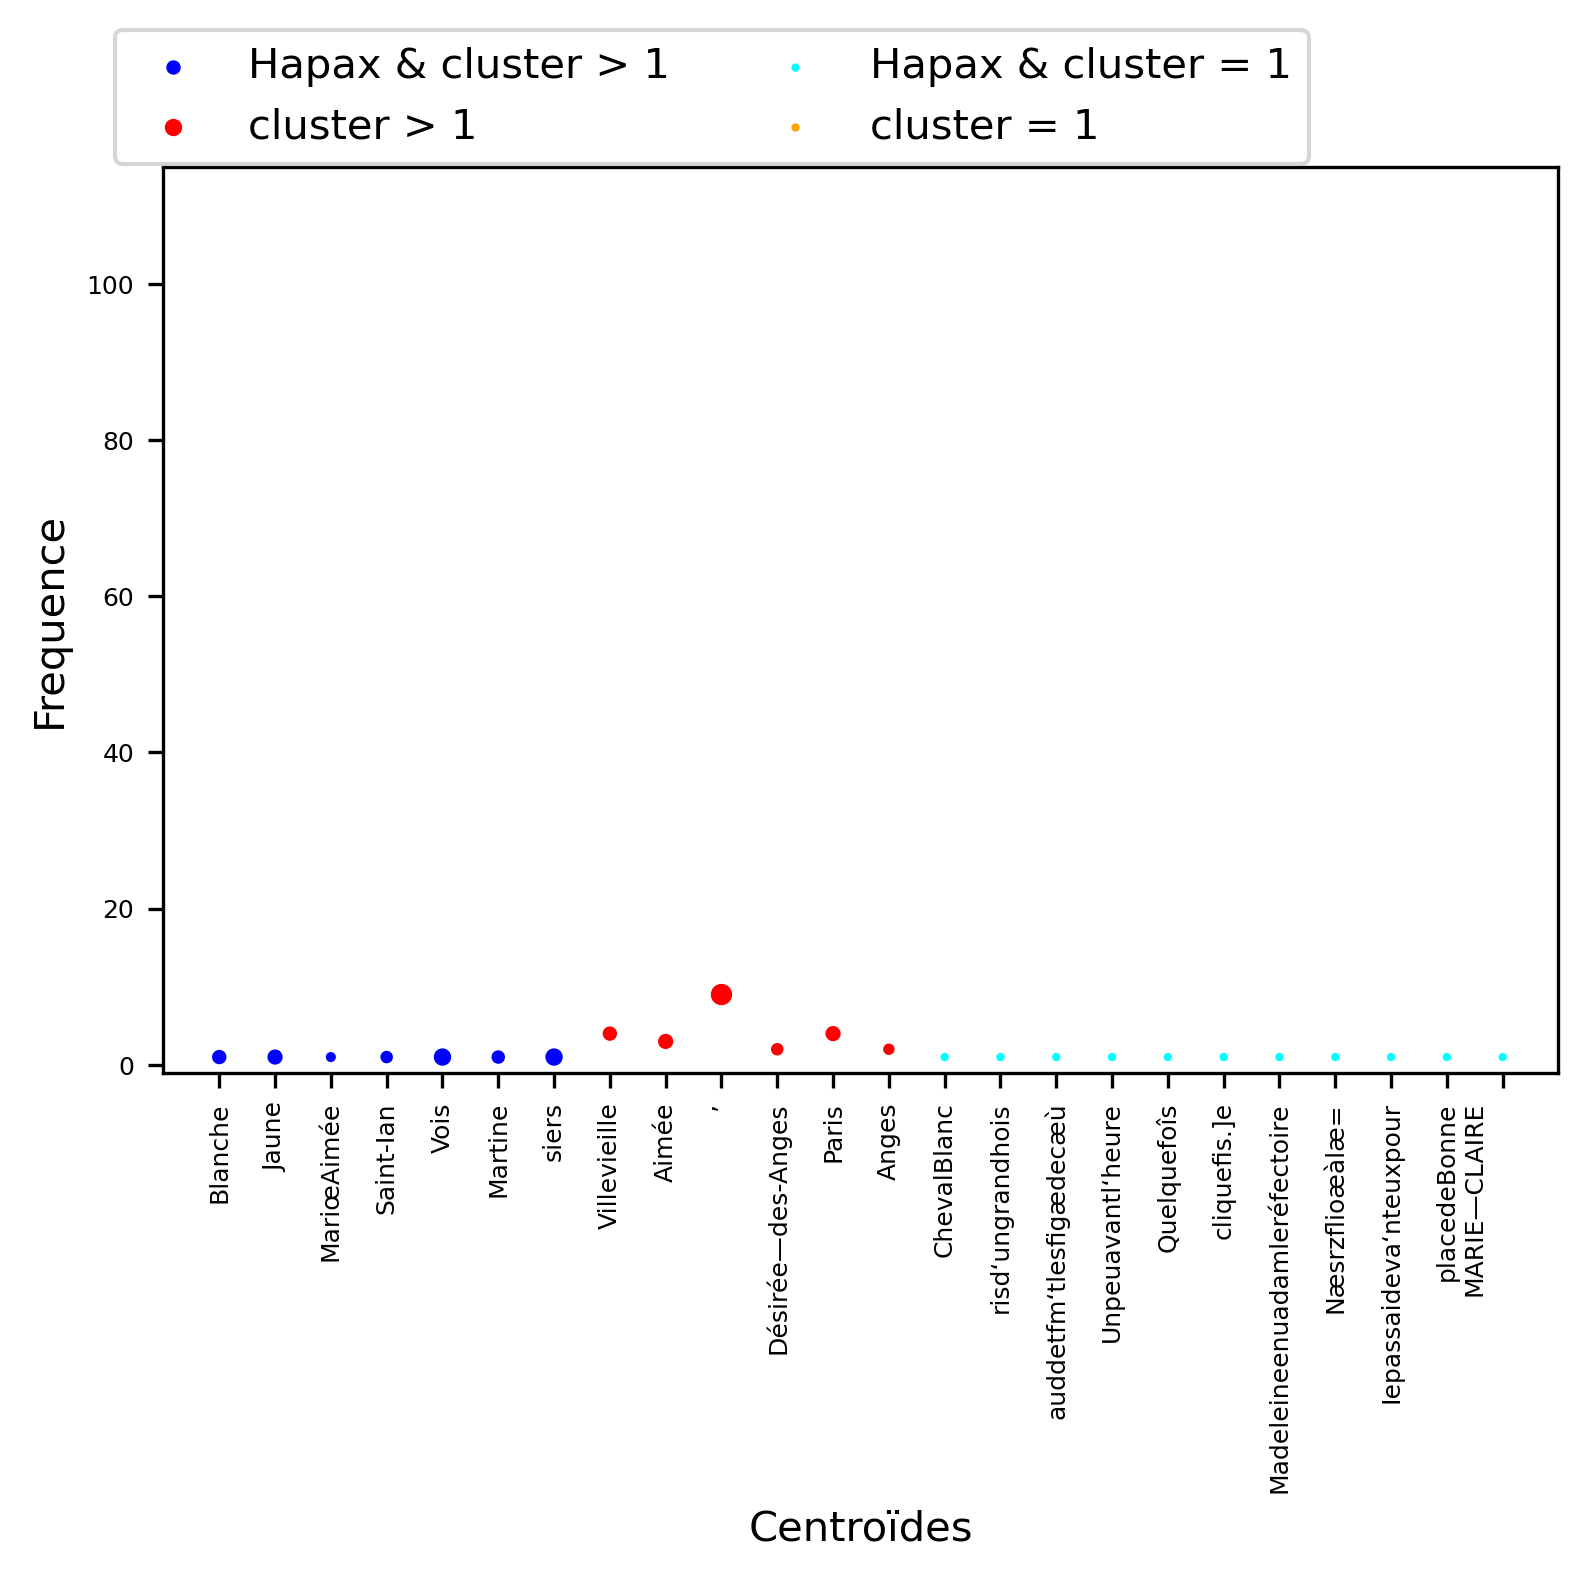 Hapax & cluster > 1
cluster > 1
Hapax & cluster = 1
cluster = 1
Frequence
100
80
60
40
20
0
Blanche
Jaune
MariœAimée
Saint-Ian
Vois
Martine
siers
Villevieille
Aimée
’
Désirée—des-Anges
Paris
Anges
ChevalBlanc
risd‘ungrandhois
auddetfm‘tlesfigædecæù
Unpeuavantl‘heure
Quelquefoîs
cliquefis.]e
Madeleineenuadamleréfectoire
Næsrzflioæàlæ=
lepassaideva‘nteuxpour
placedeBonne
MARIE—CLAIRE
Centroïdes